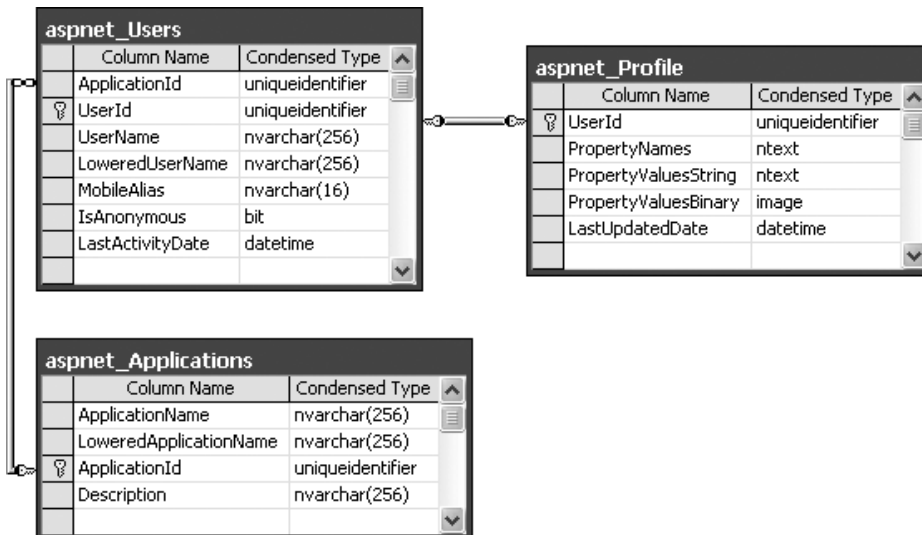 aspnet_Users
Column Name Condensed Type
ApplicationId uniqueidentifier
UserId uniqueidentifier
UserName nvarchar(256)
LoweredUserName nvarchar(256)
MobileAlias nvarchar(16)
IsAnonymous bit
LastActivityDate datetime
aspnet_Profile
Column Name Condensed Type
UserId uniqueidentifier
PropertyNames ntext
PropertyValuesString ntext
PropertyValuesBinary image
LastUpdatedDate datetime
aspnet_Applications
Column Name Condensed Type
ApplicationName nvarchar(256)
LoweredApplicationName nvarchar(256)
ApplicationId uniqueidentifier
Description nvarchar(256)